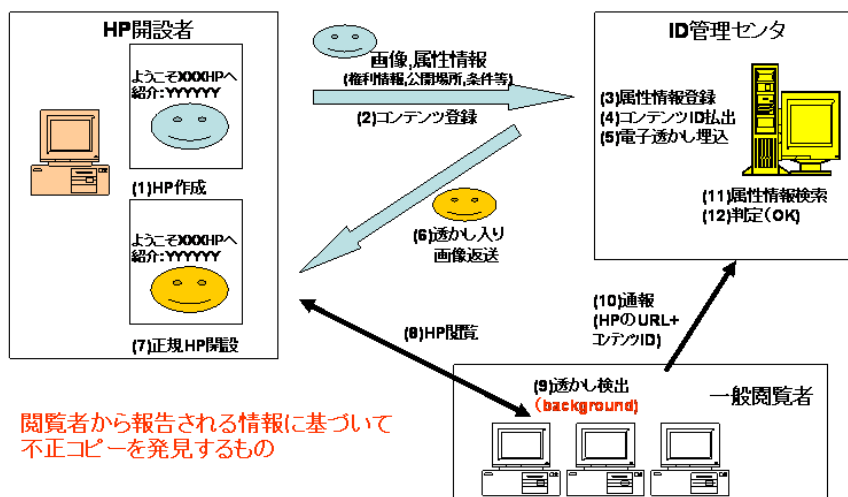 HP開設者
ようこそXXXHPへ
紹介:YYYYYY
(1)HP作成
ようこそXXXHPへ
紹介:YYYYYY
(7)正規HP開設
画像,属性情報
(権利情報,公開場所,条件等)
(2)コンテンツ登録
(6)透かし入り
画像返送
ID管理センタ
(3)属性情報登録
(4)コンテンツID払出
(5)電子透かし埋込
(11)属性情報検索
(12)判定(OK)
(8)HP閲覧
(10)通報
(HPのURL+
コンテンツID)
(9)透かし検出
(background)
一般閲覧者
閲覧者から報告される情報に基づいて
不正コピーを発見するもの